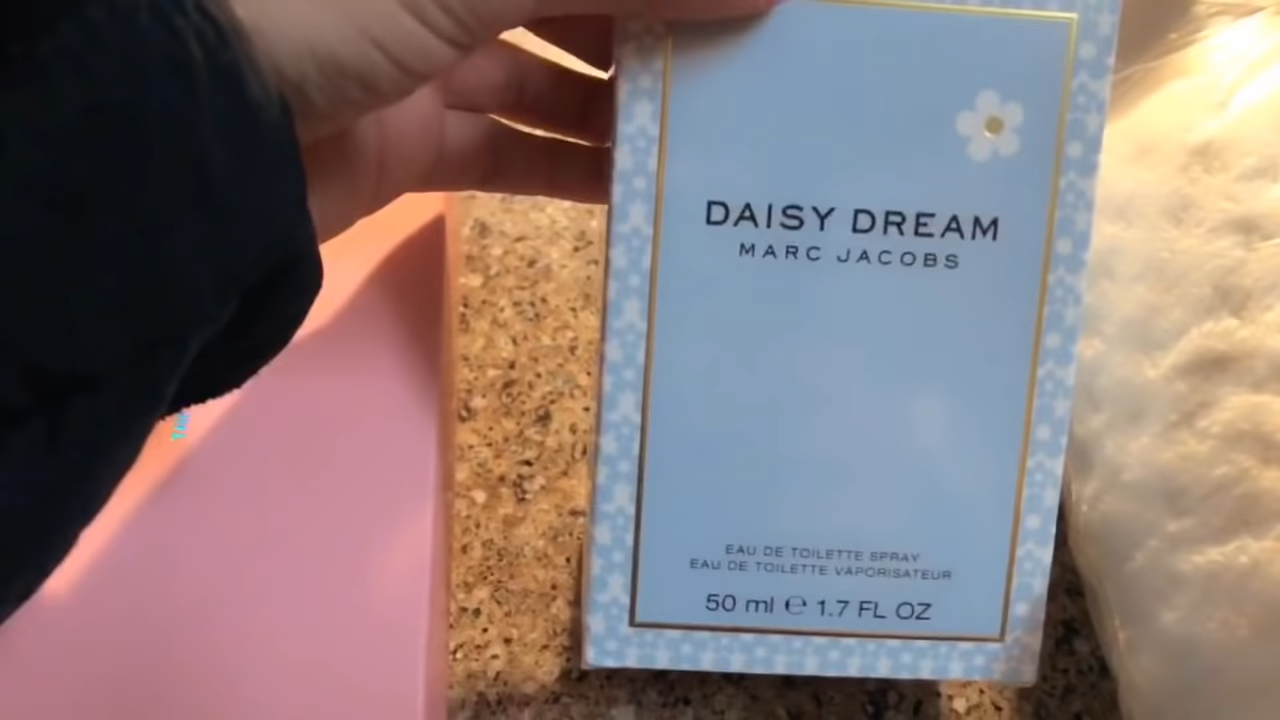 DAISY DREAM
MARC JACOBS
EAU DE TOILETTE SPRAY
EAU DE TOILETTE VAPORISATEUR
50 ml ℮ 1.7 FL OZ